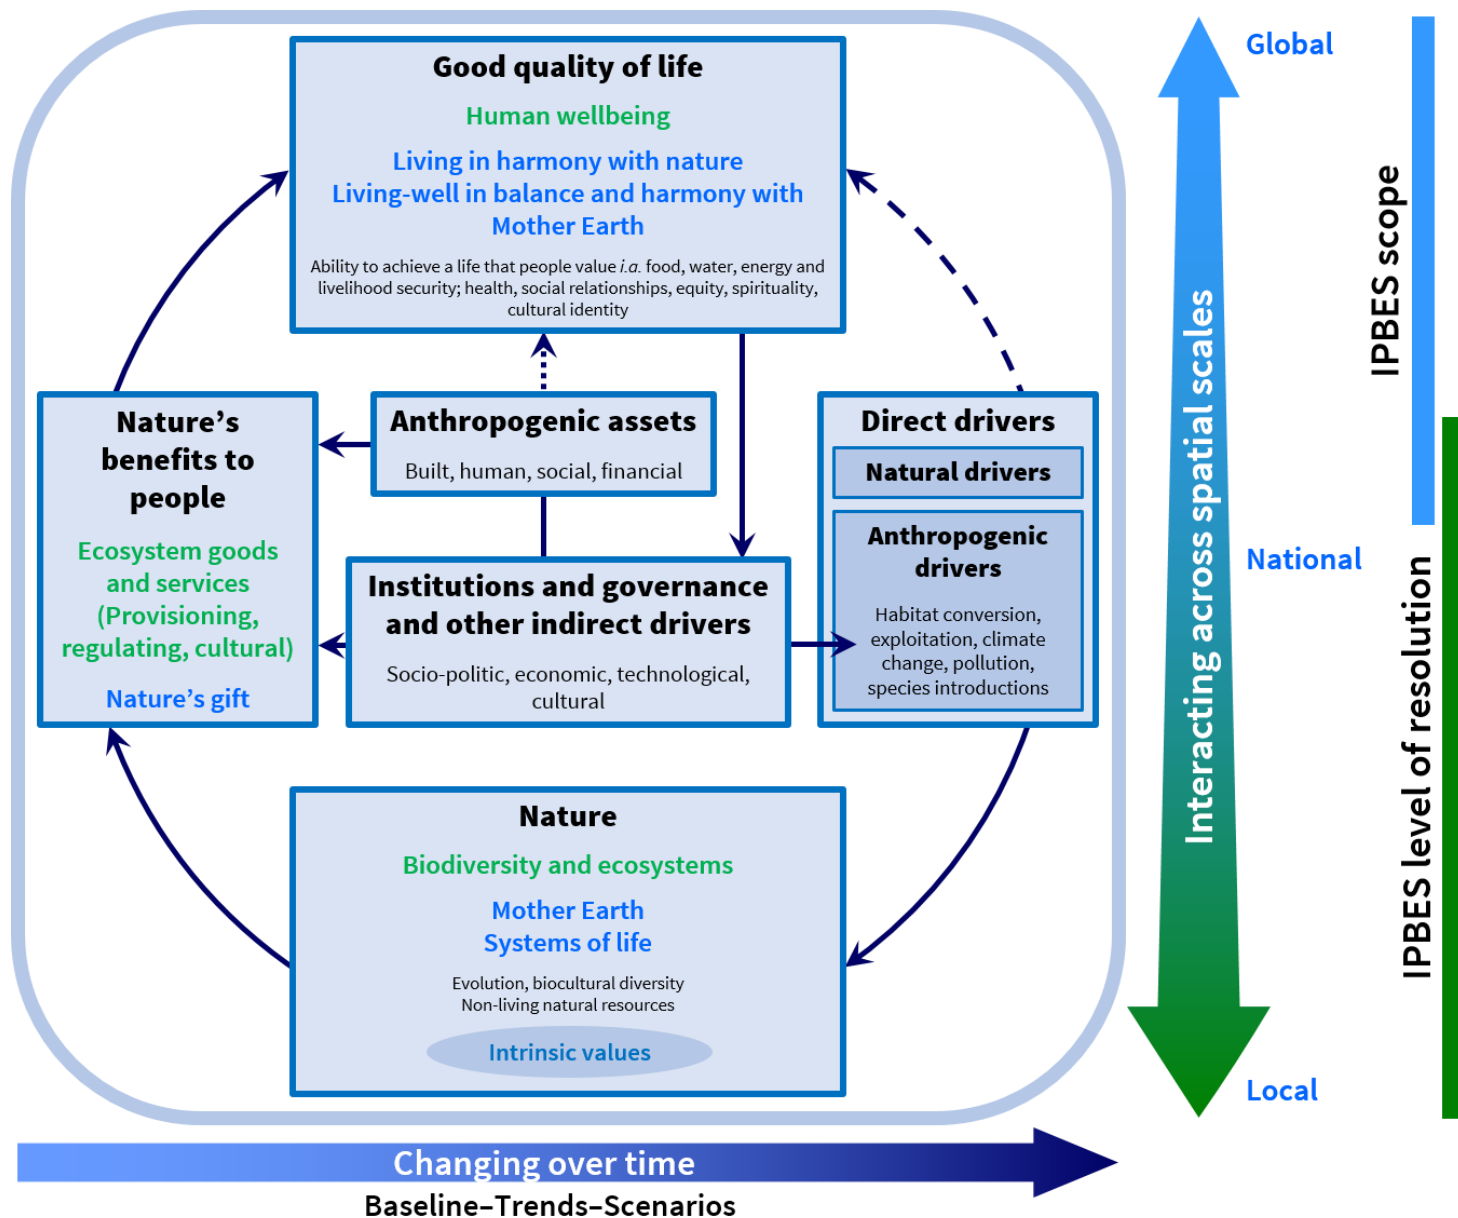 Good quality of life
Human wellbeing
Living in harmony with nature
Living-well in balance and harmony with
Mother Earth
Ability to achieve a life that people value i.a. food, water, energy and
livelihood security; health, social relationships, equity, spirituality,
cultural identity
Nature’s
benefits to
people
Ecosystem goods
and services
(Provisioning,
regulating, cultural)
Nature’s gift
Anthropogenic assets
Built, human, social, financial
Institutions and governance
and other indirect drivers
Socio-politic, economic, technological,
cultural
Direct drivers
Natural drivers
Anthropogenic
drivers
Habitat conversion,
exploitation, climate
change, pollution,
species introductions
Nature
Biodiversity and ecosystems
Mother Earth
Systems of life
Evolution, biocultural diversity
Non-living natural resources
Intrinsic values
Changing over time
Baseline–Trends–Scenarios
Interacting across spatial scales
Global
National
Local
IPBES scope
IPBES level of resolution